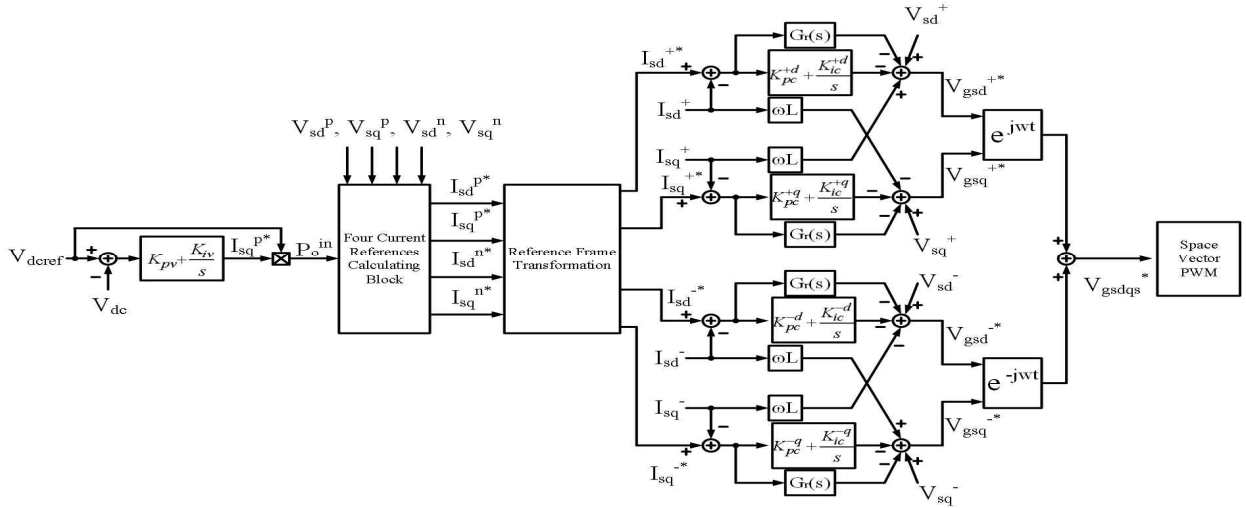 V_sd^p, V_sq^p, V_sd^n, V_sq^n
V_dcref
V_dc
K_pv + K_iv/s
I_sq^p*
P_o^in
Four Current
References
Calculating
Block
I_sd^p*
I_sq^p*
I_sd^n*
I_sq^n*
Reference Frame
Transformation
I_sd^+*
I_sd^+
I_sq^+
I_sq^+*
G_r(s)
K_pc^+d + K_ic^+d/s
ωL
ωL
K_pc^+q + K_ic^+q/s
G_r(s)
V_sd^+
V_sq^+
V_gsd^+*
V_gsq^+*
e^jwt
I_sd^-*
I_sd^-
I_sq^-
I_sq^-*
G_r(s)
K_pc^-d + K_ic^-d/s
ωL
ωL
K_pc^-q + K_ic^-q/s
G_r(s)
V_sd^-
V_sq^-
V_gsd^-*
V_gsq^-*
e^-jwt
V_gsdqs^*
Space
Vector
PWM